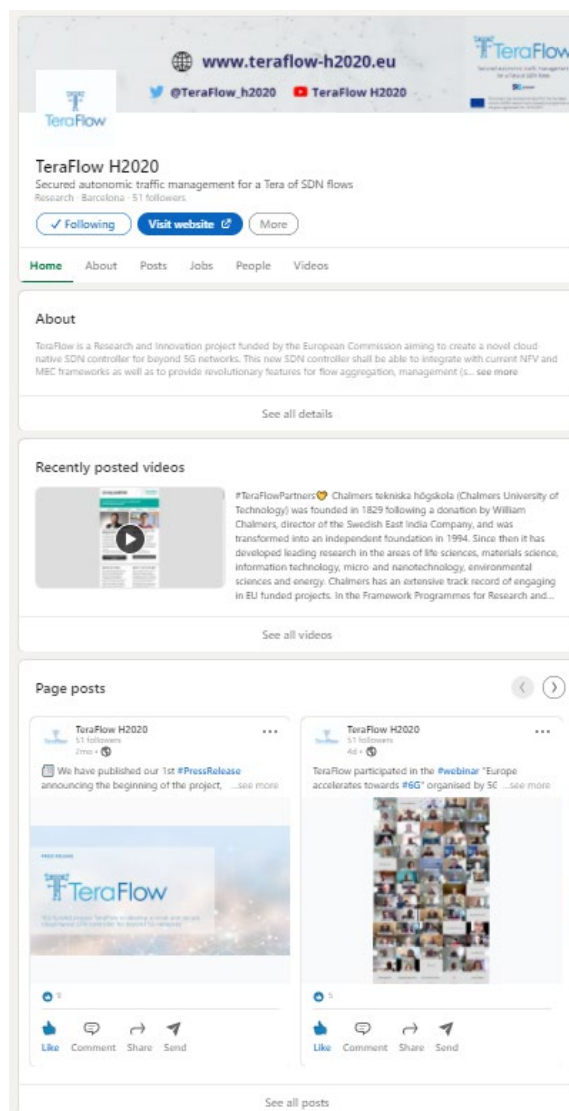 www.teraflow-h2020.eu
@TeraFlow_h2020 TeraFlow H2020
TeraFlow
Secured autonomic traffic management
for a Tera of SDN flows
TeraFlow
TeraFlow H2020
Secured autonomic traffic management for a Tera of SDN flows
Research · Barcelona · 51 followers
✓ Following
Visit website
More
Home About Posts Jobs People Videos
About
TeraFlow is a Research and Innovation project funded by the European Commission aiming to create a novel cloud
native SDN controller for beyond 5G networks. This new SDN controller shall be able to integrate with current NFV and
MEC frameworks as well as to provide revolutionary features for flow aggregation, management (s... see more
See all details
Recently posted videos
#TeraFlowPartners🧡 Chalmers tekniska högskola (Chalmers University of
Technology) was founded in 1829 following a donation by William
Chalmers, director of the Swedish East India Company, and was
transformed into an independent foundation in 1994. Since then it has
developed leading research in the areas of life sciences, materials science,
information technology, micro and nanotechnology, environmental
sciences and energy. Chalmers has an extensive track record of engaging
in EU funded projects. In the Framework Programmes for Research and...
See all videos
Page posts
TeraFlow H2020
51 followers
2mo •
We have published our 1st #PressRelease
announcing the beginning of the project, ...see more
PRESS RELEASE
TeraFlow
9
Like Comment Share Send
TeraFlow H2020
51 followers
4d •
TeraFlow participated in the #webinar "Europe
accelerates towards #6G" organised by 5G ...see more
5
Like Comment Share Send
See all posts